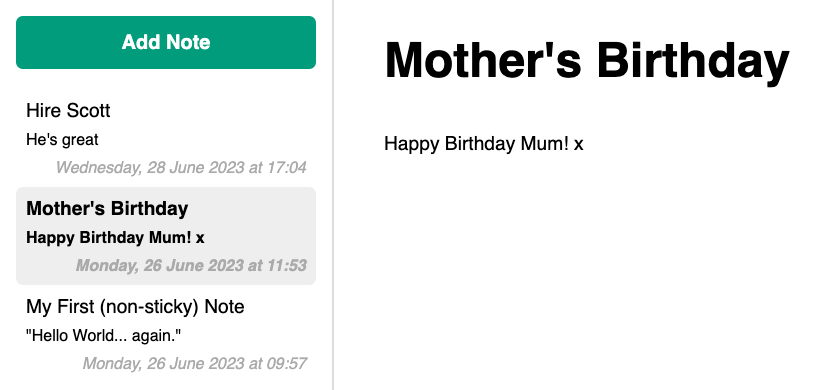 Add Note
Hire Scott
He's great
Wednesday, 28 June 2023 at 17:04
Mother's Birthday
Happy Birthday Mum! x
Monday, 26 June 2023 at 11:53
My First (non-sticky) Note
"Hello World... again."
Monday, 26 June 2023 at 09:57
Mother's Birthday
Happy Birthday Mum! x